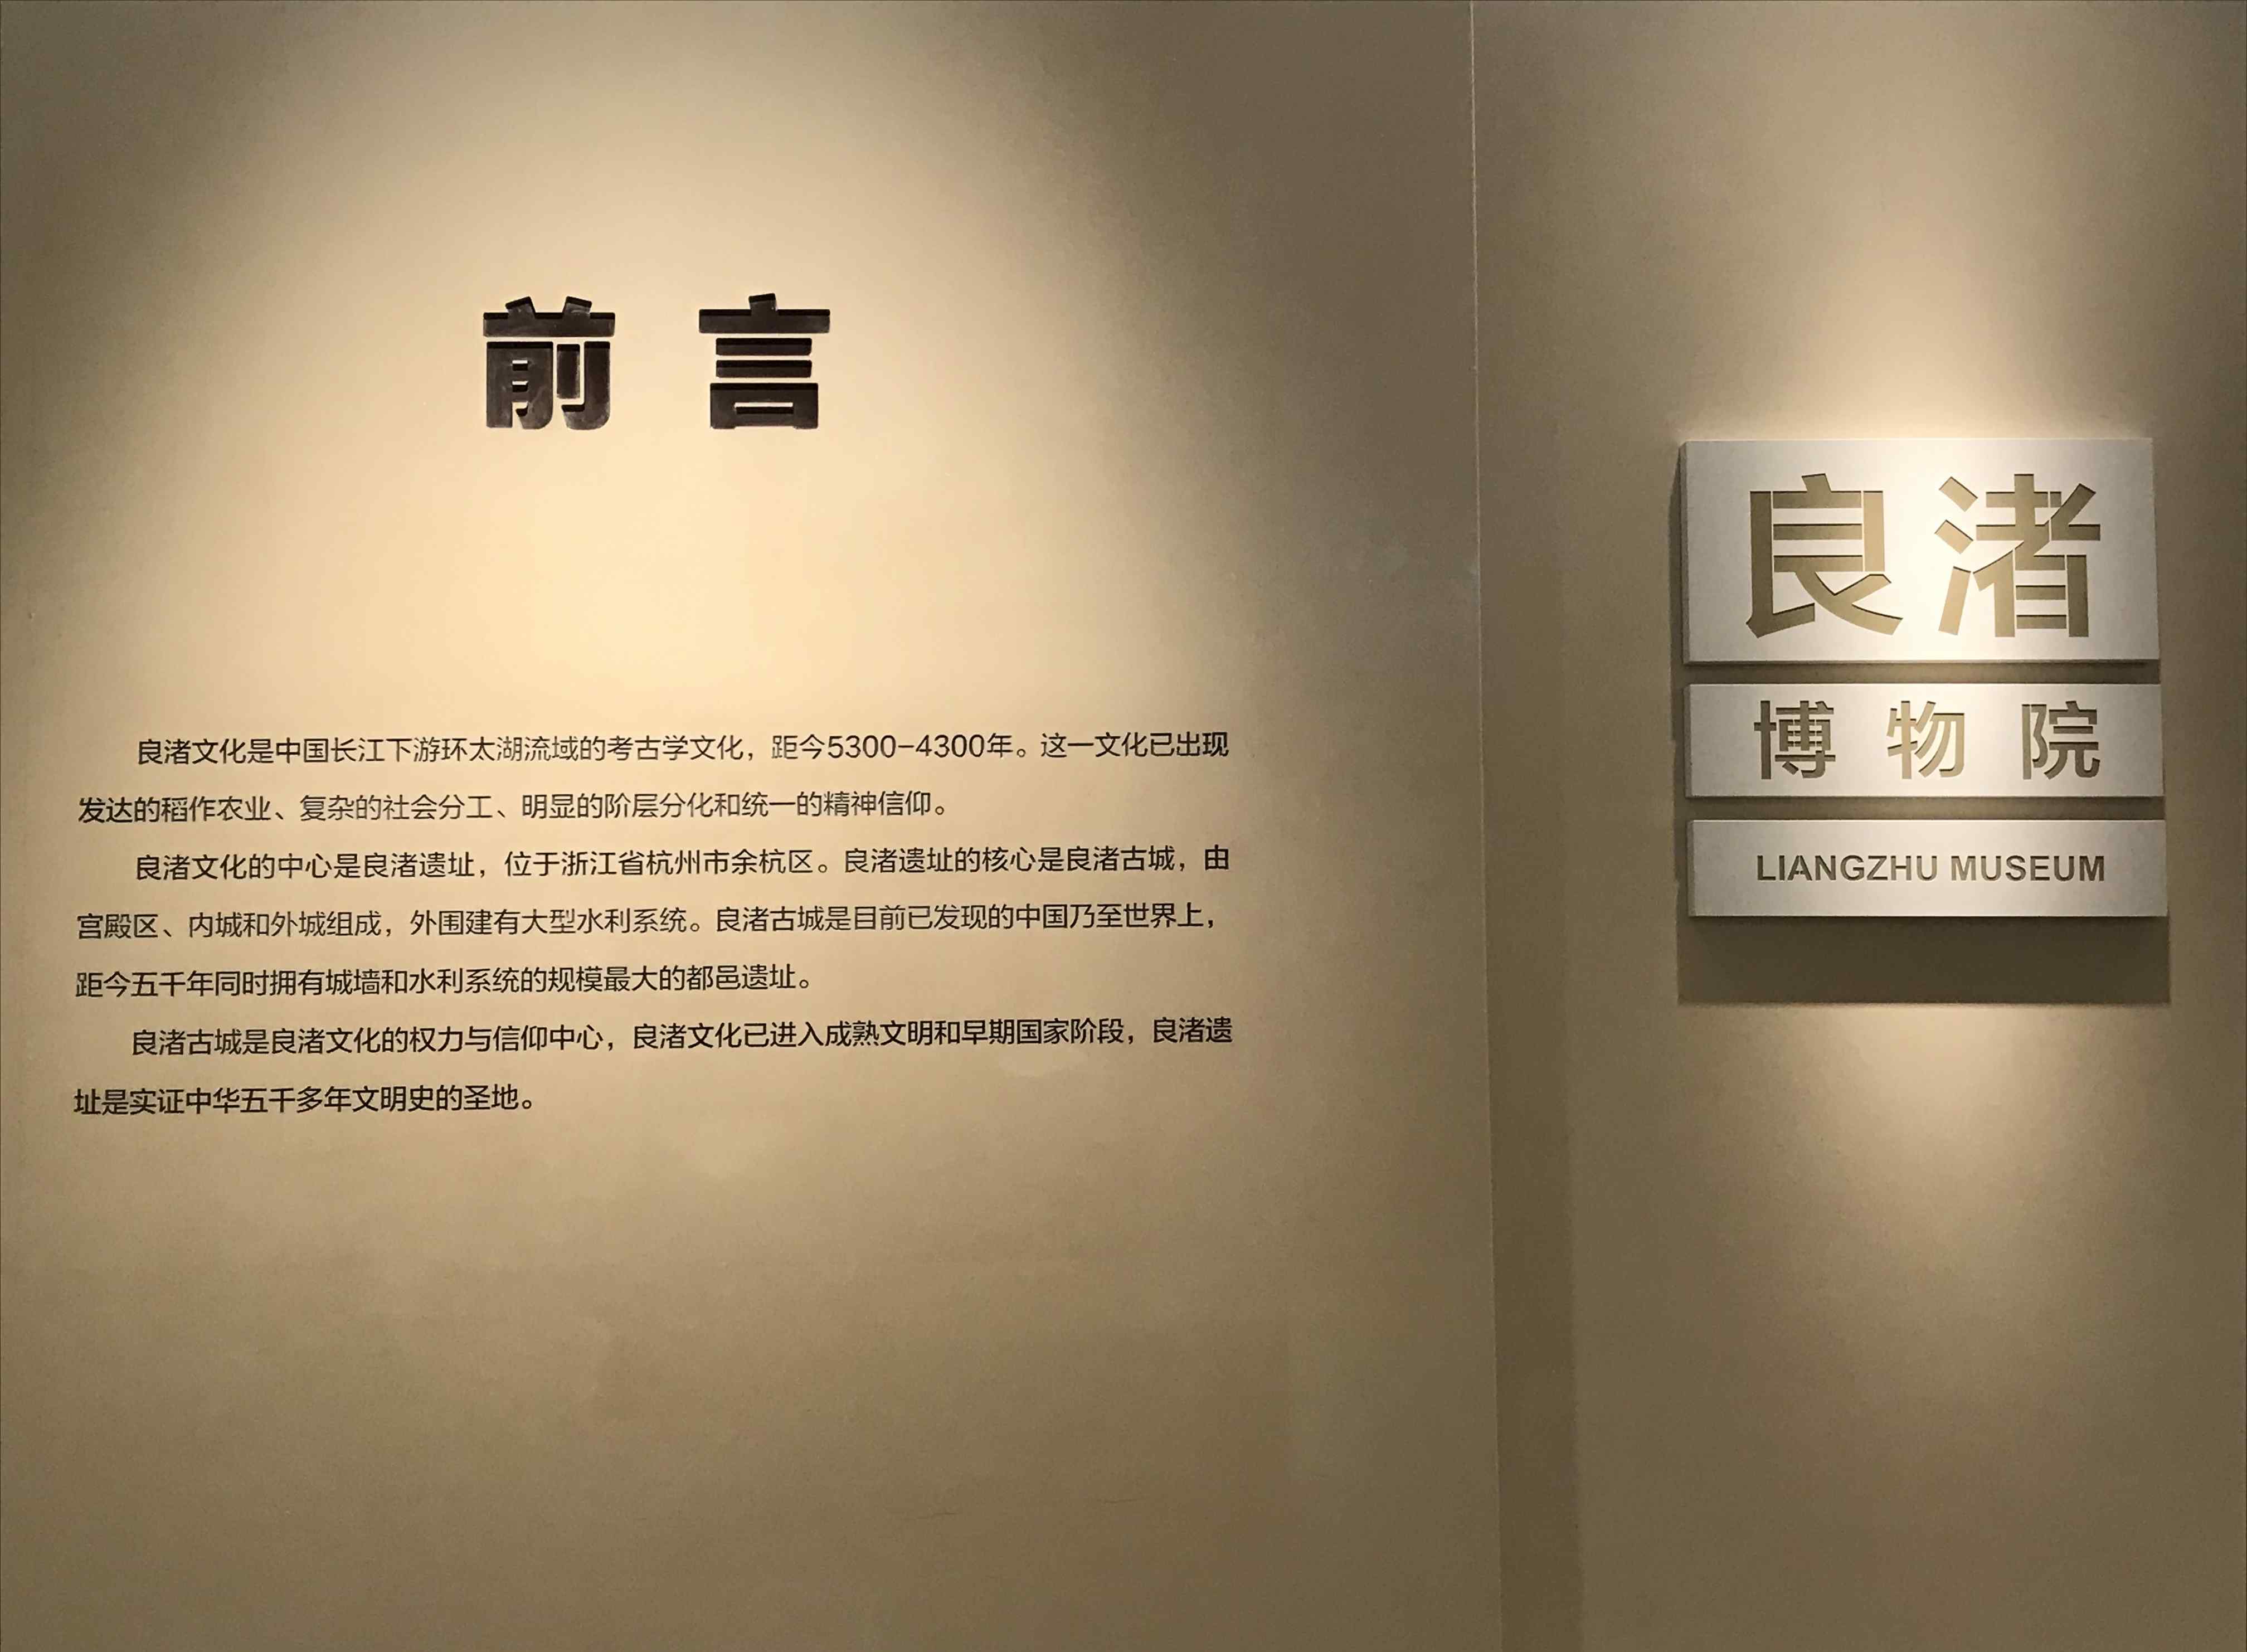 前言
良渚文化是中国长江下游环太湖流域的考古学文化，距今5300-4300年。这一文化已出现
发达的稻作农业、复杂的社会分工、明显的阶层分化和统一的精神信仰。
良渚文化的中心是良渚遗址，位于浙江省杭州市余杭区。良渚遗址的核心是良渚古城，由
宫殿区、内城和外城组成，外围建有大型水利系统。良渚古城是目前已发现的中国乃至世界上，
距今五千年同时拥有城墙和水利系统的规模最大的都邑遗址。
良渚古城是良渚文化的权力与信仰中心，良渚文化已进入成熟文明和早期国家阶段，良渚遗
址是实证中华五千多年文明史的圣地。
良渚
博物院
LIANGZHU MUSEUM